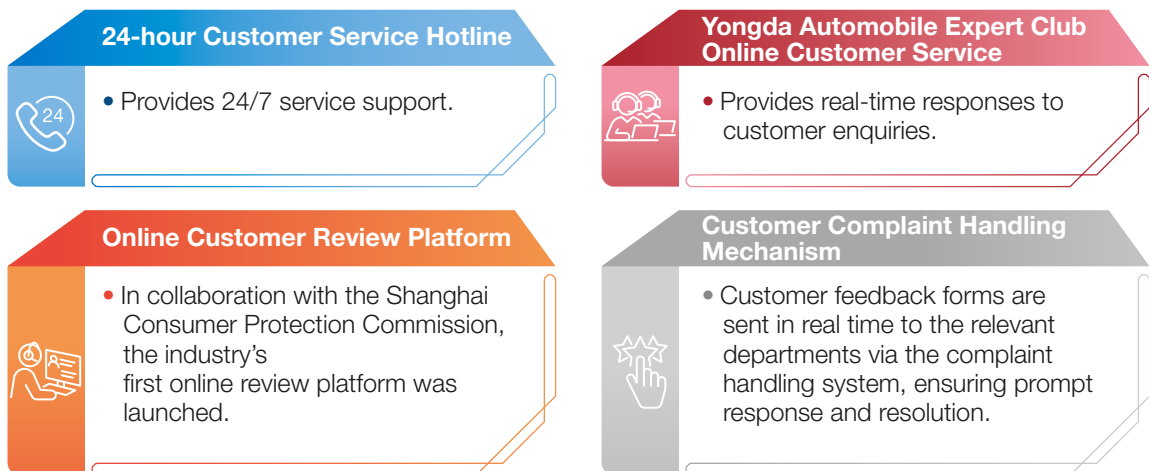 24-hour Customer Service Hotline
24
• Provides 24/7 service support.
Yongda Automobile Expert Club
Online Customer Service
• Provides real-time responses to
customer enquiries.
Online Customer Review Platform
• In collaboration with the Shanghai
Consumer Protection Commission,
the industry's
first online review platform was
launched.
Customer Complaint Handling
Mechanism
• Customer feedback forms are
sent in real time to the relevant
departments via the complaint
handling system, ensuring prompt
response and resolution.